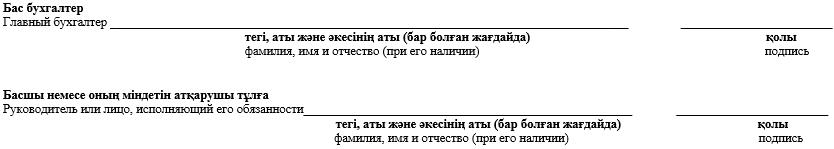 Бас бухгалтер
Главный бухгалтер
тегі, аты және әкесінің аты (бар болған жағдайда) қолы
фамилия, имя и отчество (при его наличии) подпись
Басшы немесе оның міндетін атқарушы тұлға
Руководитель или лицо, исполняющий его обязанности
тегі, аты және әкесінің аты (бар болған жағдайда) қолы
фамилия, имя и отчество (при его наличии) подпись